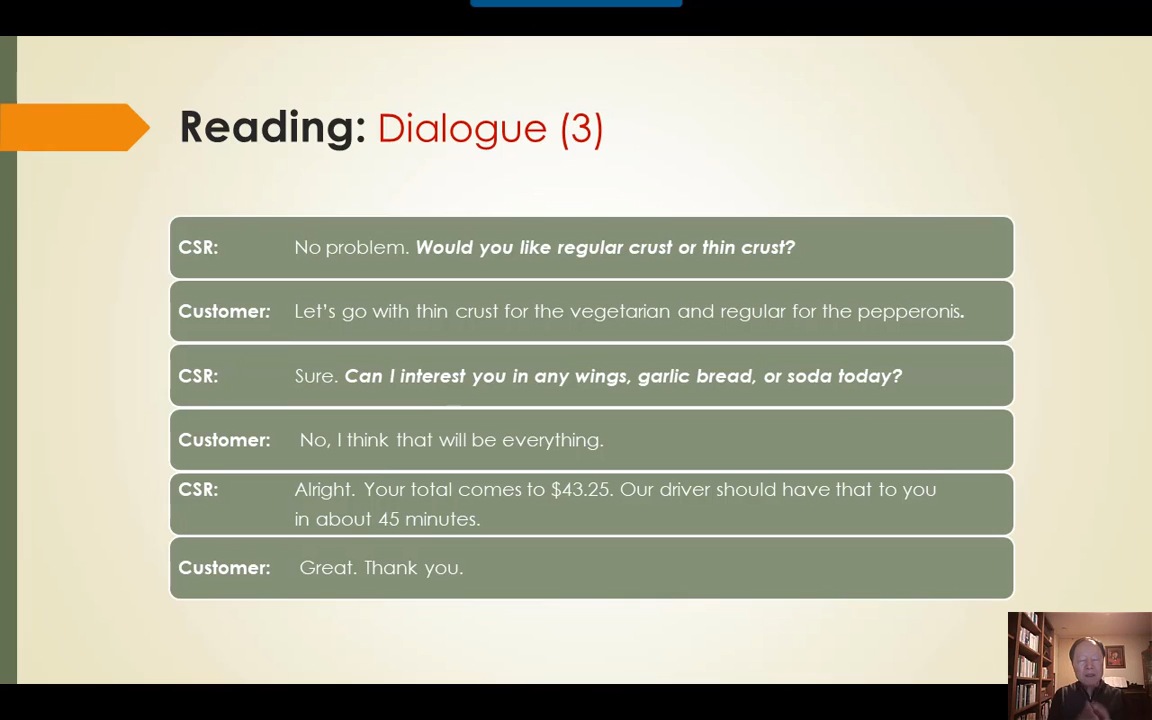 Reading: Dialogue (3)
CSR: No problem. Would you like regular crust or thin crust?
Customer: Let's go with thin crust for the vegetarian and regular for the pepperonis.
CSR: Sure. Can I interest you in any wings, garlic bread, or soda today?
Customer: No, I think that will be everything.
CSR: Alright. Your total comes to $43.25. Our driver should have that to you
in about 45 minutes.
Customer: Great. Thank you.